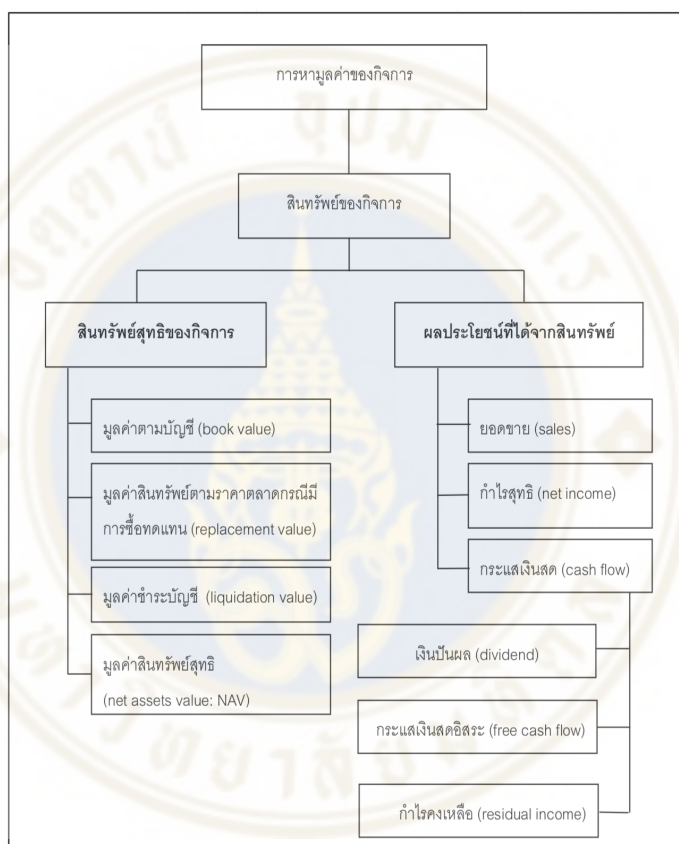 การหามูลค่าของกิจการ
สินทรัพย์ของกิจการ
สินทรัพย์สุทธิของกิจการ
ผลประโยชน์ที่ได้จากสินทรัพย์
มูลค่าตามบัญชี (book value)
มูลค่าสินทรัพย์ตามราคาตลาดกรณีมี
การซื้อทดแทน (replacement value)
มูลค่าชำระบัญชี (liquidation value)
มูลค่าสินทรัพย์สุทธิ
(net assets value: NAV)
ยอดขาย (sales)
กำไรสุทธิ (net income)
กระแสเงินสด (cash flow)
เงินปันผล (dividend)
กระแสเงินสดอิสระ (free cash flow)
กำไรคงเหลือ (residual income)